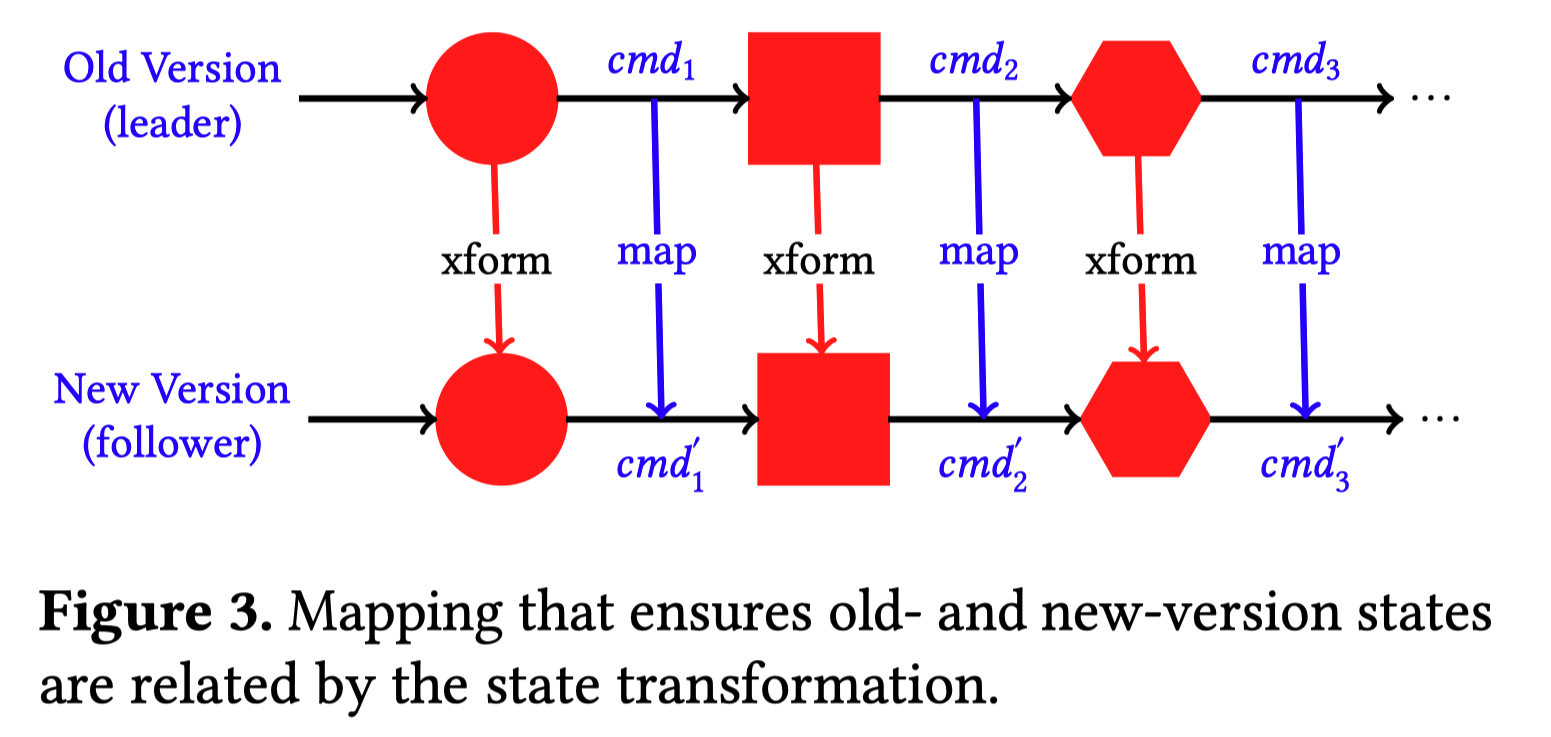 Old Version
(leader)
cmd₁ cmd₂ cmd₃ ...
xform map xform map xform map
New Version
(follower)
cmd′₁ cmd′₂ cmd′₃ ...
Figure 3. Mapping that ensures old- and new-version states
are related by the state transformation.